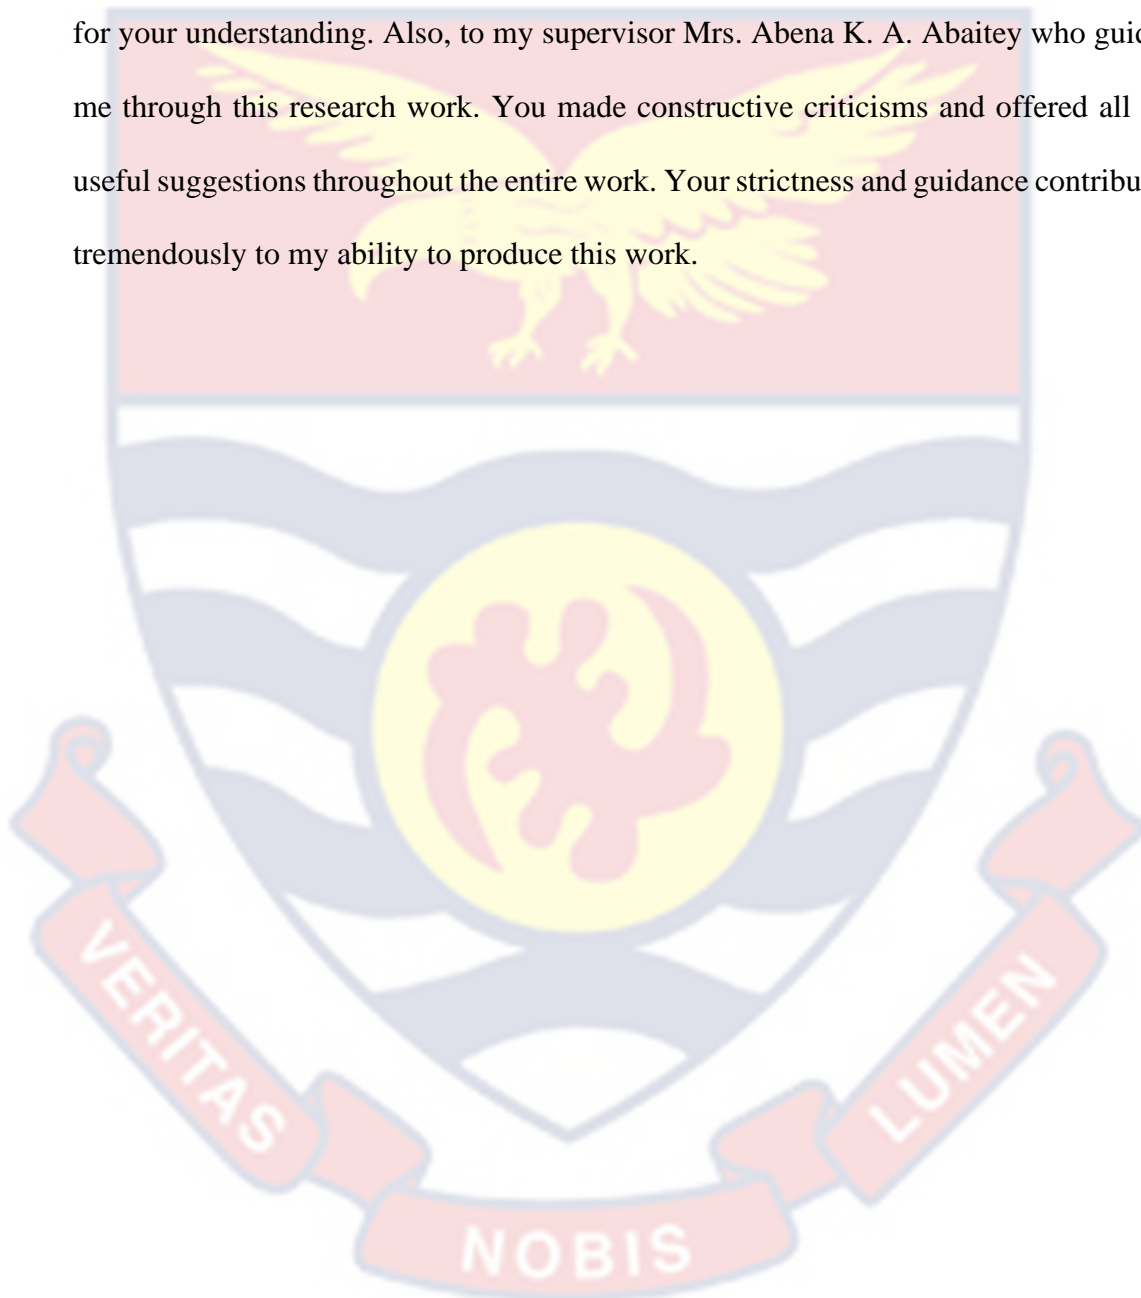 for your understanding. Also, to my supervisor Mrs. Abena K. A. Abaitey who guid
me through this research work. You made constructive criticisms and offered all
useful suggestions throughout the entire work. Your strictness and guidance contribu
tremendously to my ability to produce this work.
VERITAS
NOBIS
LUMEN